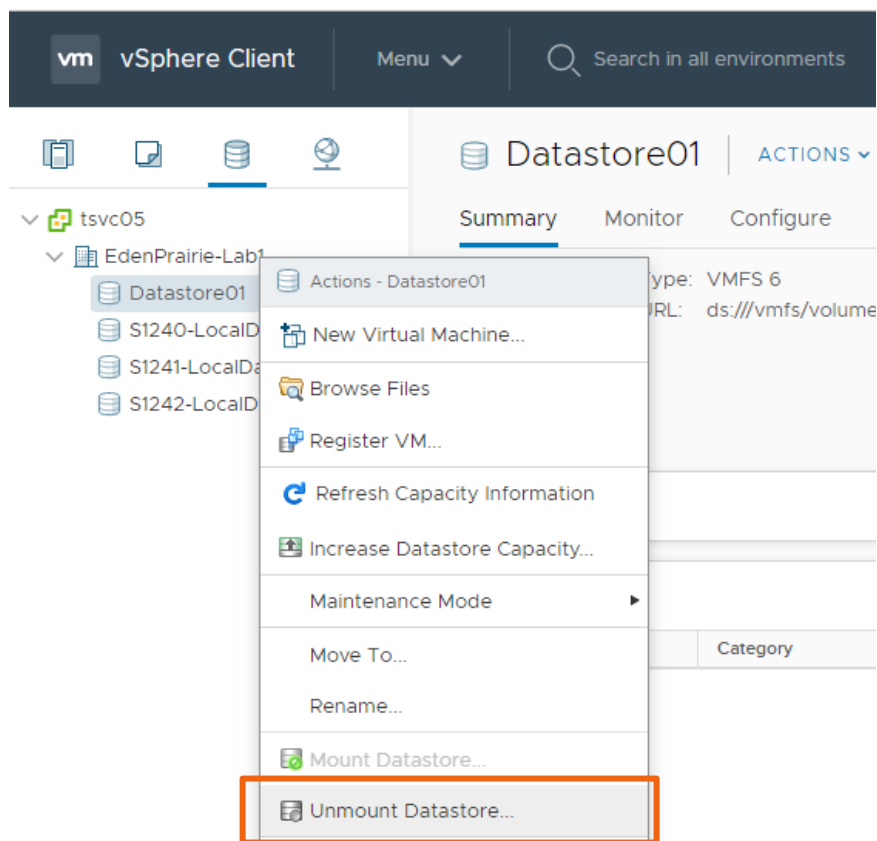 vm vSphere Client Menu Search in all environments
Datastore01 ACTIONS
tsvc05
Summary Monitor Configure
EdenPrairie-Lab1
Actions - Datastore01
Type: VMFS 6
Datastore01
URL: ds:///vmfs/volume
S1240-LocalD
New Virtual Machine...
S1241-LocalDa
Browse Files
S1242-LocalD
Register VM...
Refresh Capacity Information
Increase Datastore Capacity...
Maintenance Mode
Category
Move To...
Rename...
Mount Datastore...
Unmount Datastore...